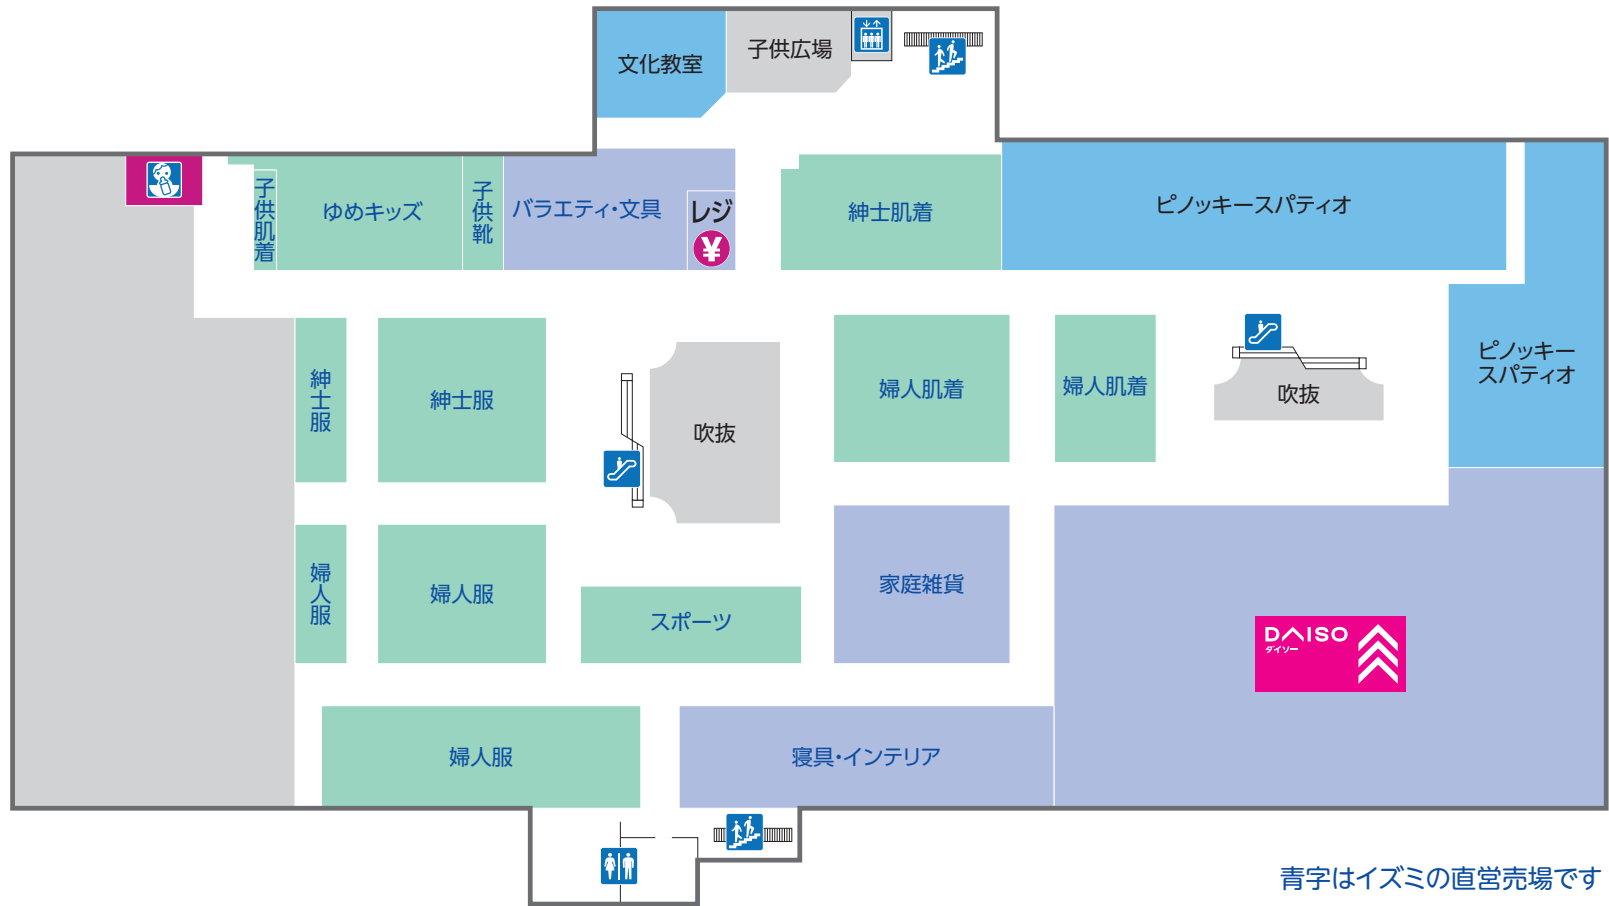 文化教室
子供広場
子供肌着
ゆめキッズ
子供靴
バラエティ・文具
レジ
¥
紳士肌着
ピノッキースパティオ
紳士服
紳士服
吹抜
婦人肌着
婦人肌着
吹抜
ピノッキー
スパティオ
婦人服
婦人服
スポーツ
家庭雑貨
DAISO
ダイソー
婦人服
寝具・インテリア
青字はイズミの直営売場です